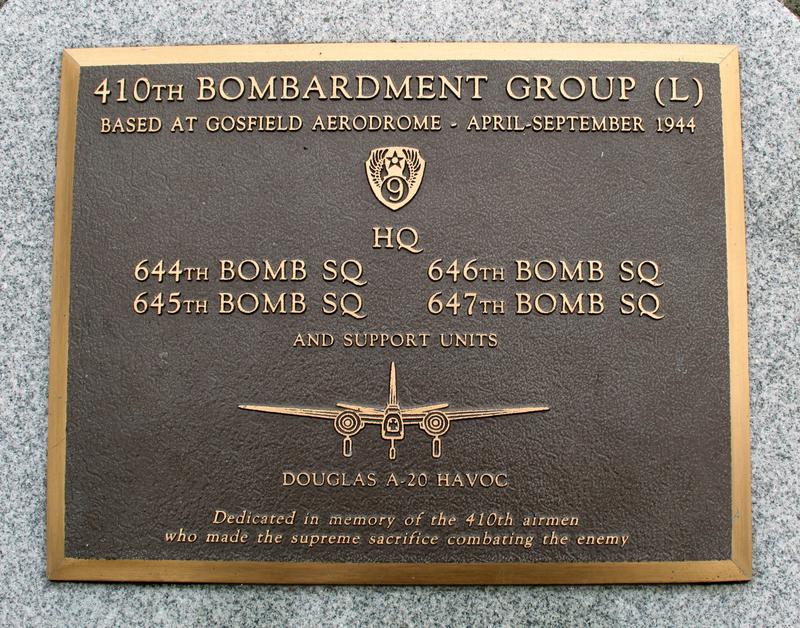 410TH BOMBARDMENT GROUP (L)
BASED AT GOSFIELD AERODROME - APRIL-SEPTEMBER 1944
9
HQ
644TH BOMB SQ 646TH BOMB SQ
645TH BOMB SQ 647TH BOMB SQ
AND SUPPORT UNITS
DOUGLAS A-20 HAVOC
Dedicated in memory of the 410th airmen
who made the supreme sacrifice combating the enemy